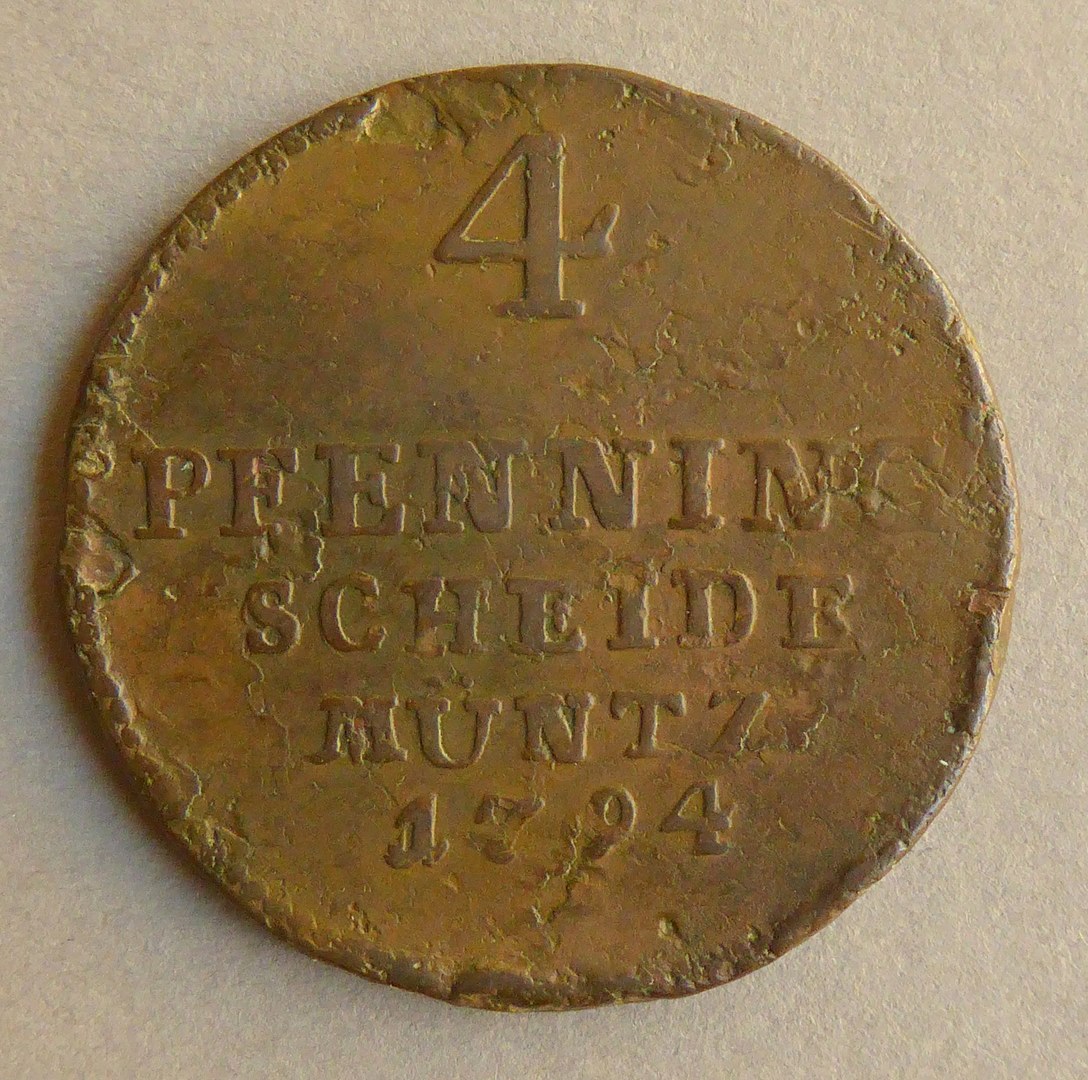 4
PFENNING
SCHEIDE
MÜNTZ.
1794